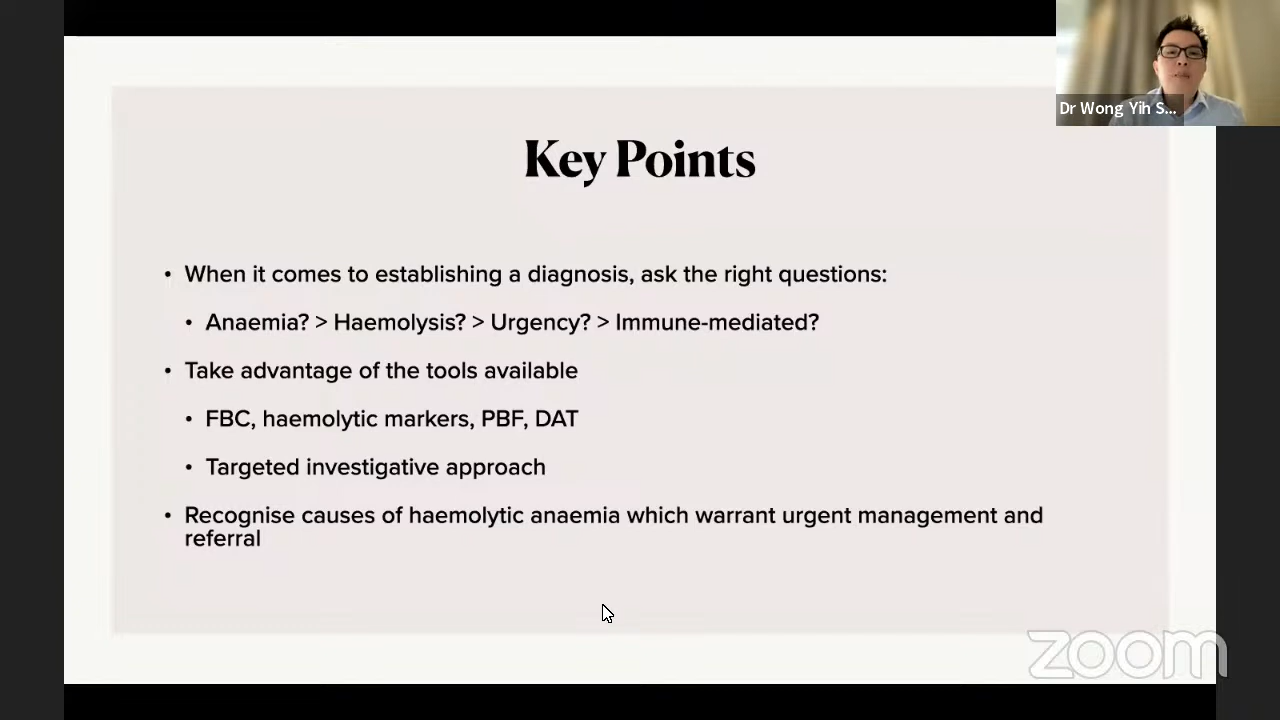 Dr Wong Yih S...
Key Points
• When it comes to establishing a diagnosis, ask the right questions:
• Anaemia? > Haemolysis? > Urgency? > Immune-mediated?
• Take advantage of the tools available
• FBC, haemolytic markers, PBF, DAT
• Targeted investigative approach
• Recognise causes of haemolytic anaemia which warrant urgent management and
referral
zoom